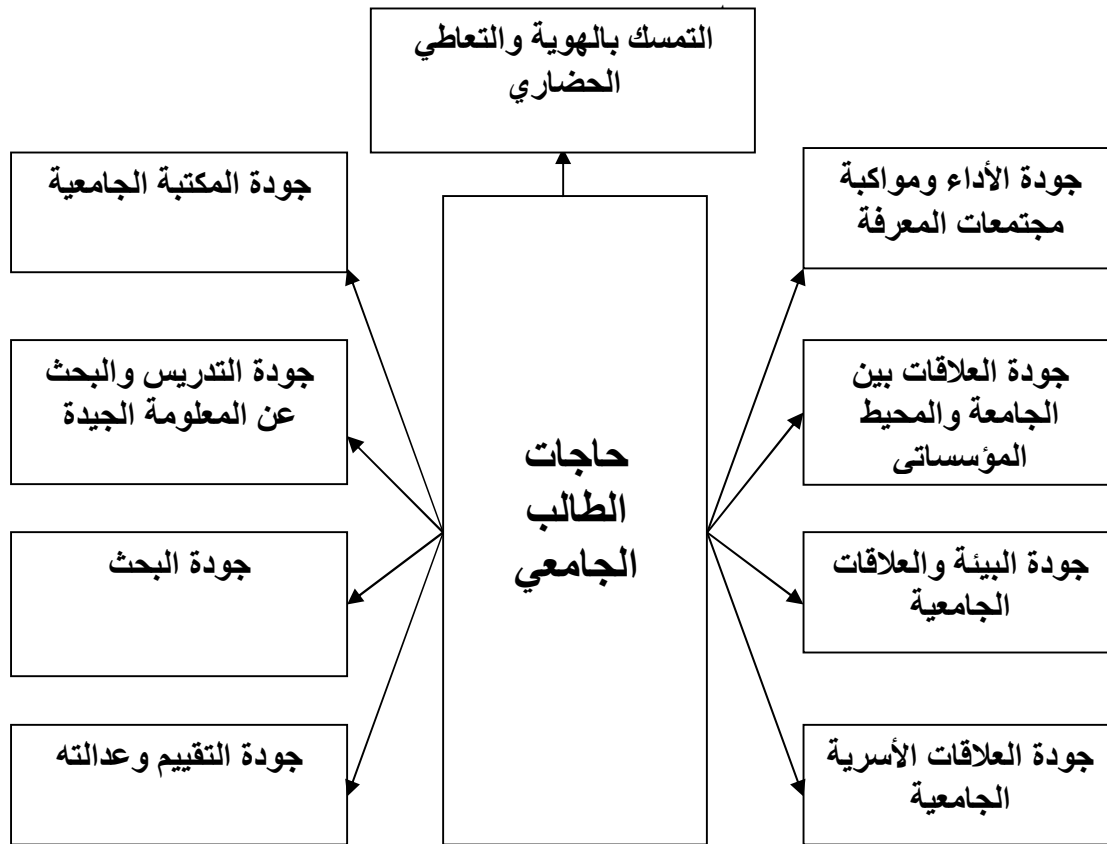 التمسك بالهوية والتعاطي
الحضاري
جودة الأداء ومواكبة
مجتمعات المعرفة
جودة المكتبة الجامعية
جودة العلاقات بين
الجامعة والمحيط
المؤسساتى
جودة التدريس والبحث
عن المعلومة الجيدة
حاجات
الطالب
الجامعي
جودة البيئة والعلاقات
الجامعية
جودة البحث
جودة العلاقات الأسرية
الجامعية
جودة التقييم وعدالته